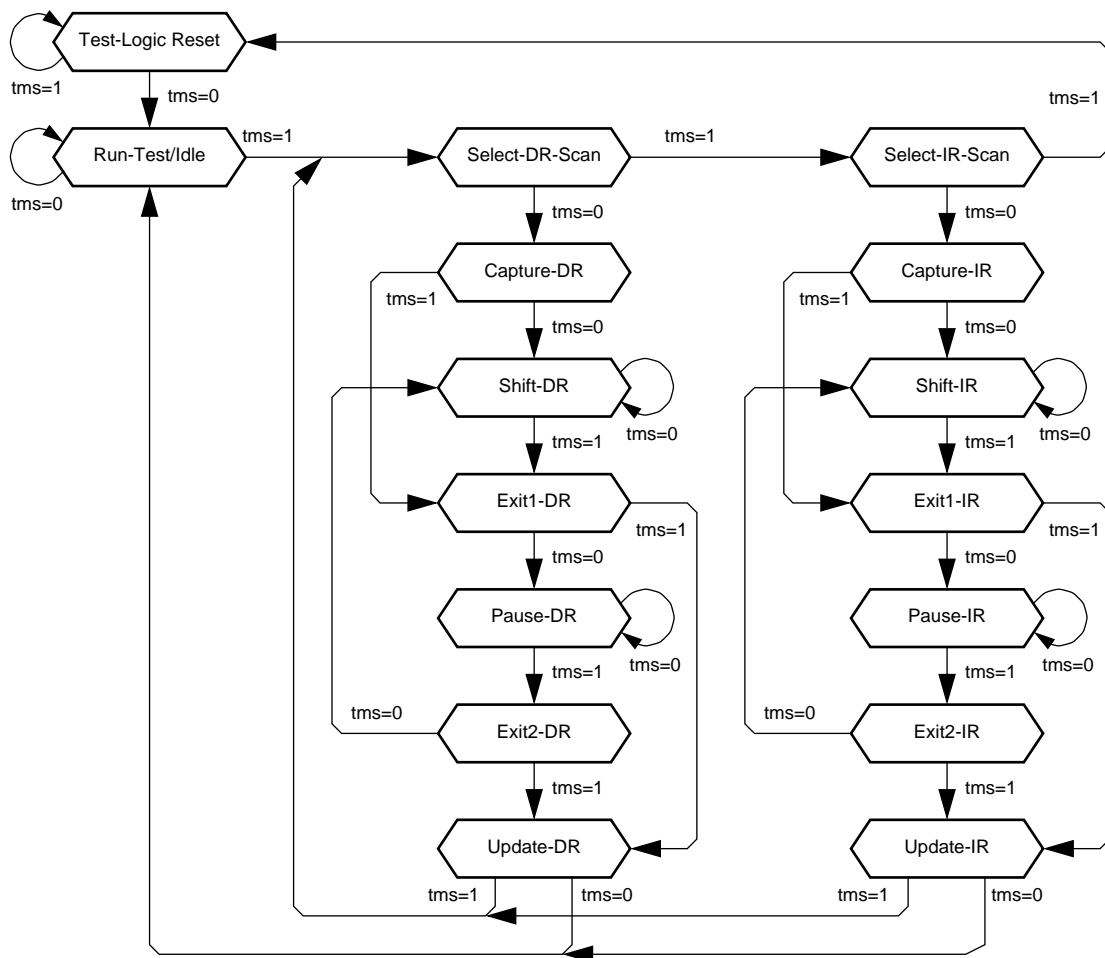 Test-Logic Reset
tms=1
tms=0
tms=1
Run-Test/Idle
tms=1
Select-DR-Scan
tms=1
Select-IR-Scan
tms=0
tms=0
tms=0
Capture-DR
Capture-IR
tms=1
tms=1
tms=0
tms=0
Shift-DR
Shift-IR
tms=0
tms=0
tms=1
tms=1
Exit1-DR
Exit1-IR
tms=1
tms=1
tms=0
tms=0
Pause-DR
Pause-IR
tms=0
tms=0
tms=1
tms=1
tms=0
Exit2-DR
tms=0
Exit2-IR
tms=1
tms=1
Update-DR
Update-IR
tms=1
tms=0
tms=1
tms=0